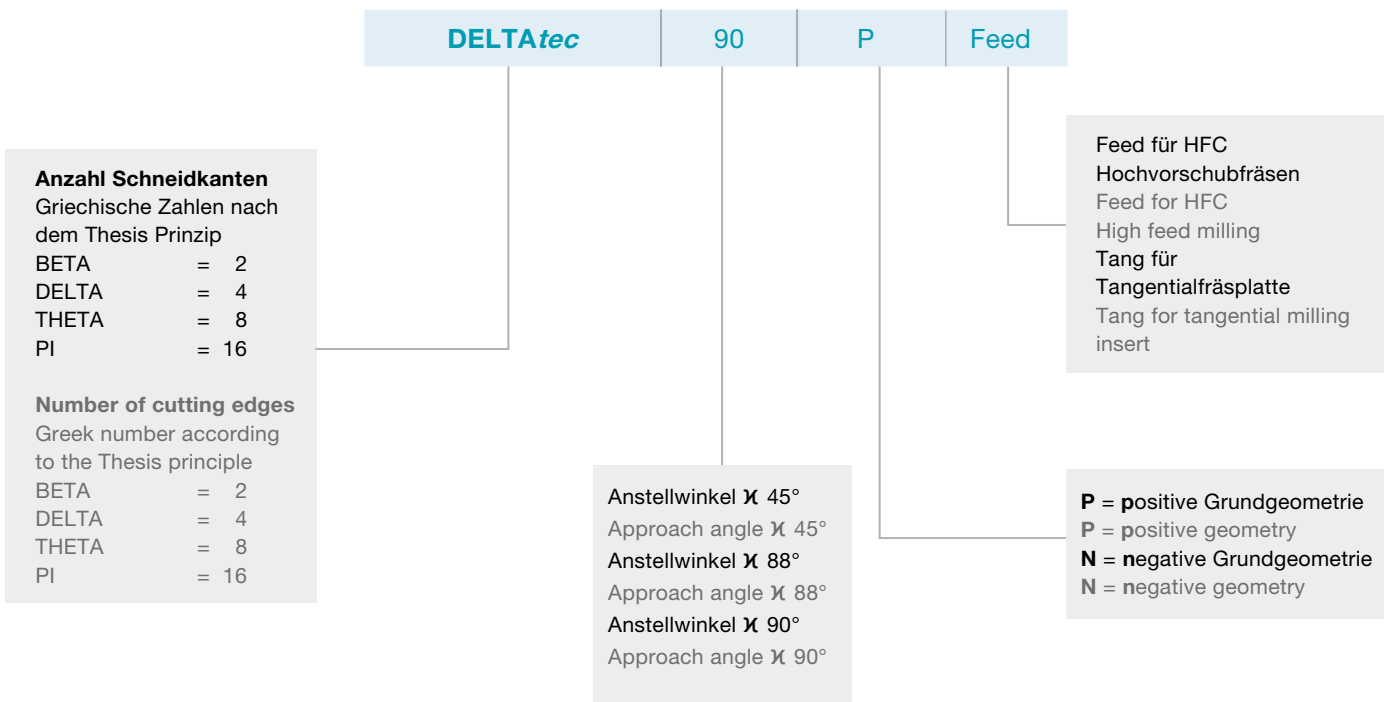 DELTAtec 90 P Feed
Anzahl Schneidkanten
Griechische Zahlen nach
dem Thesis Prinzip
BETA = 2
DELTA = 4
THETA = 8
PI = 16
Number of cutting edges
Greek number according
to the Thesis principle
BETA = 2
DELTA = 4
THETA = 8
PI = 16
Anstellwinkel ϰ 45°
Approach angle ϰ 45°
Anstellwinkel ϰ 88°
Approach angle ϰ 88°
Anstellwinkel ϰ 90°
Approach angle ϰ 90°
Feed für HFC
Hochvorschubfräsen
Feed for HFC
High feed milling
Tang für
Tangentialfräsplatte
Tang for tangential milling
insert
P = positive Grundgeometrie
P = positive geometry
N = negative Grundgeometrie
N = negative geometry